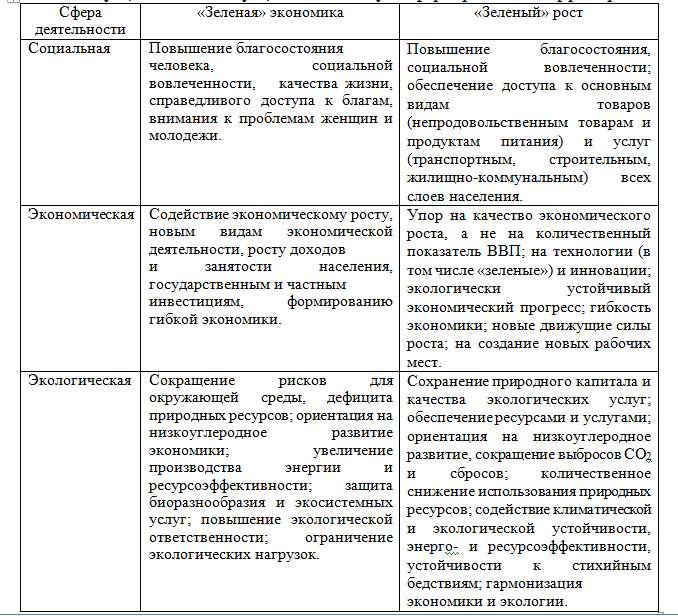 Сфера деятельности
«Зеленая» экономика
«Зеленый» рост
Социальная
Повышение благосостояния
человека, социальной
вовлеченности, качества жизни,
справедливого доступа к благам,
внимания к проблемам женщин и
молодежи.
Повышение благосостояния,
социальной вовлеченности;
обеспечение доступа к основным
видам товаров
(непродовольственным товарам и
продуктам питания) и услуг
(транспортным, строительным,
жилищно-коммунальным) всех
слоев населения.
Экономическая
Содействие экономическому росту,
новым видам экономической
деятельности, росту доходов
и занятости населения,
государственным и частным
инвестициям, формированию
гибкой экономики.
Упор на качество экономического
роста, а не на количественный
показатель ВВП; на технологии (в
том числе «зеленые») и инновации;
экологически устойчивый
экономический прогресс; гибкость
экономики; новые движущие силы
роста; на создание новых рабочих
мест.
Экологическая
Сокращение рисков для
окружающей среды, дефицита
природных ресурсов; ориентация на
низкоуглеродное развитие
экономики; увеличение
производства энергии и
ресурсоэффективности; защита
биоразнообразия и экосистемных
услуг; повышение экологической
ответственности; ограничение
экологических нагрузок.
Сохранение природного капитала и
качества экологических услуг;
обеспечение ресурсами и услугами;
ориентация на низкоуглеродное
развитие, сокращение выбросов CO₂
и сбросов; количественное
снижение использования природных
ресурсов; содействие климатической
и экологической устойчивости,
энерго- и ресурсоэффективности,
устойчивости к стихийным
бедствиям; гармонизация
экономики и экологии.